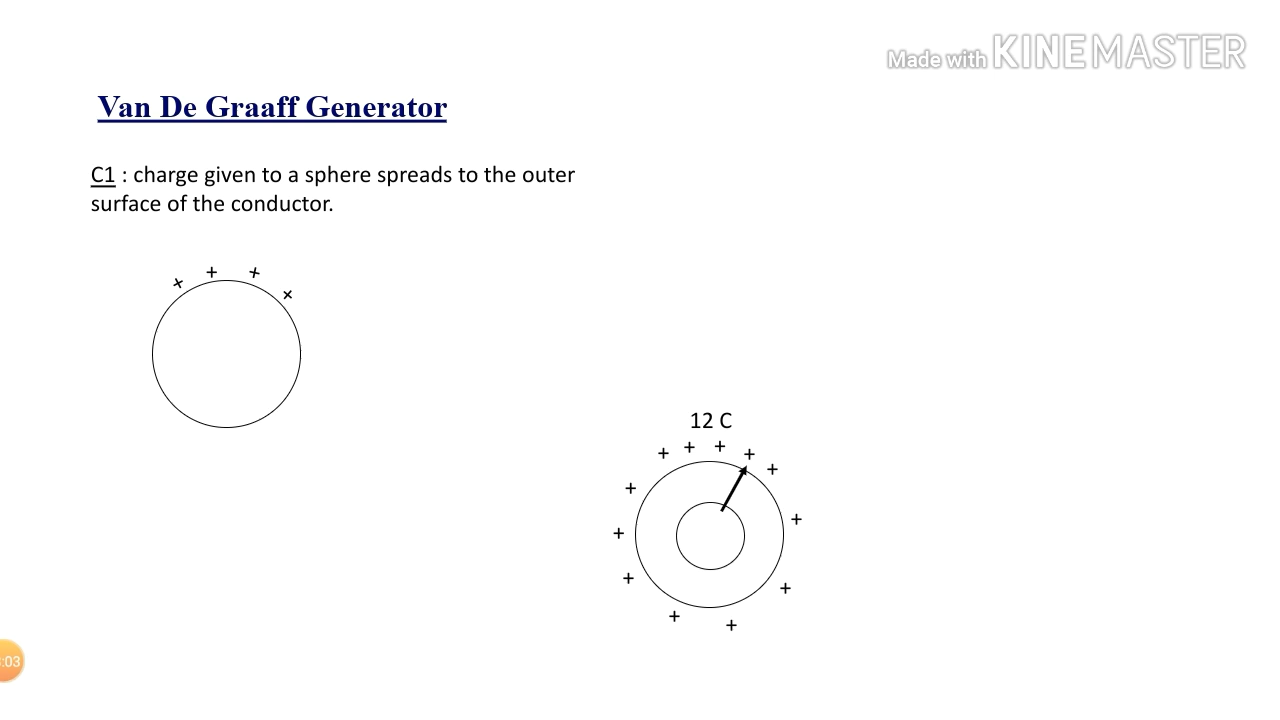 Made with KINEMASTER
Van De Graaff Generator
C1 : charge given to a sphere spreads to the outer
surface of the conductor.
+ + + +
12 C
+ + + + +
+
+
+
+
+
+ +
:03